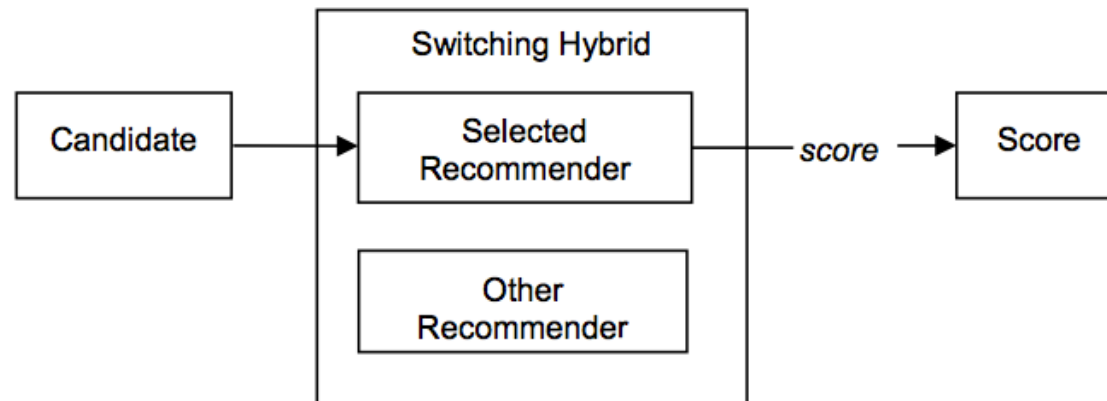 Switching Hybrid
Candidate
Selected
Recommender
score
Score
Other
Recommender